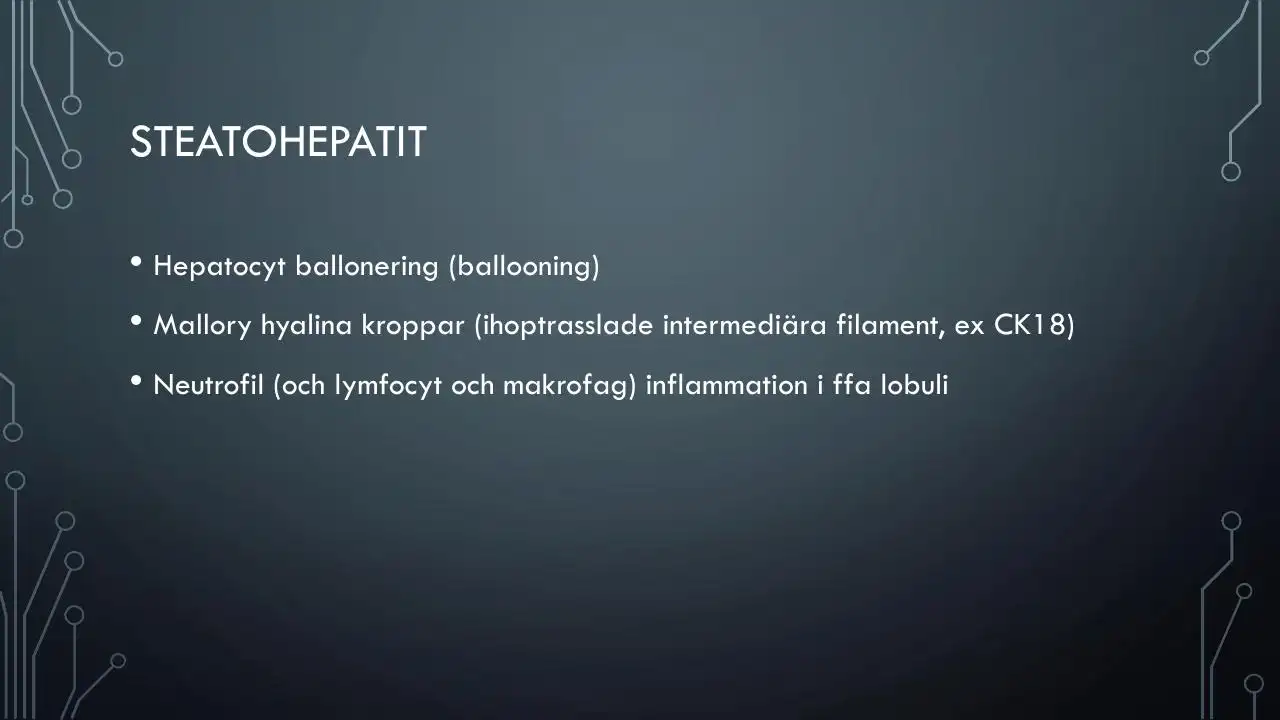 STEATOHEPATIT
• Hepatocyt ballonering (ballooning)
• Mallory hyalina kroppar (ihoptrasslade intermediära filament, ex CK18)
• Neutrofil (och lymfocyt och makrofag) inflammation i ffa lobuli